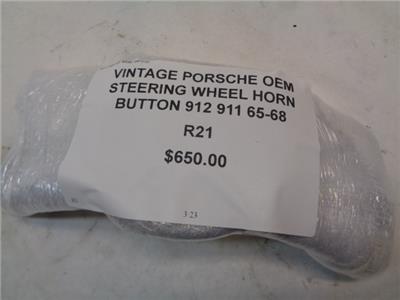 VINTAGE PORSCHE OEM
STEERING WHEEL HORN
BUTTON 912 911 65-68
R21
$650.00
3 23